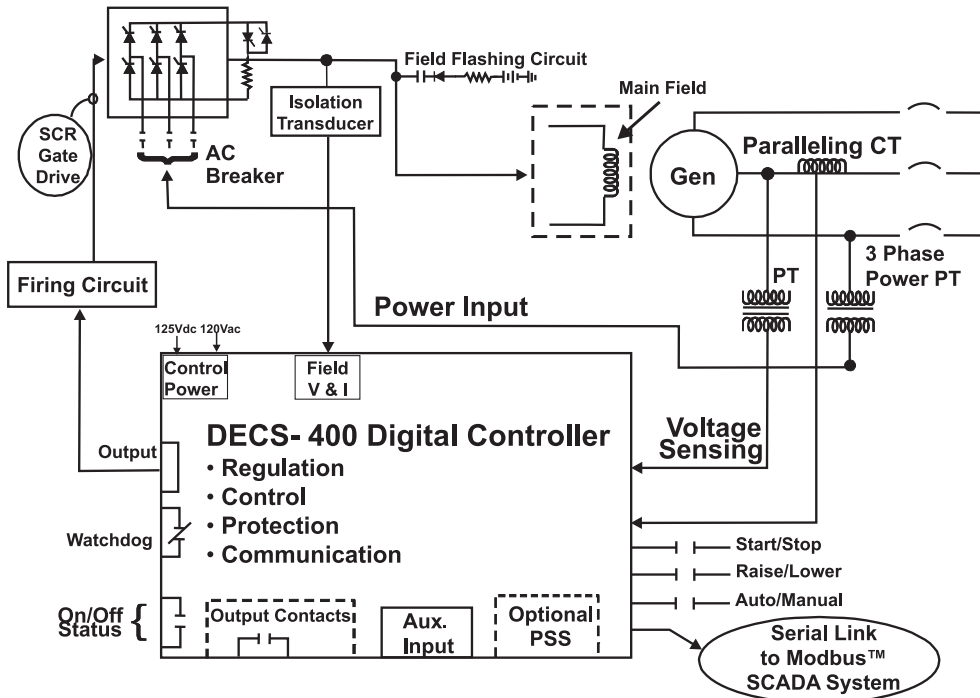 Field Flashing Circuit
Main Field
Isolation
Transducer
SCR
Gate
Drive
AC
Breaker
Gen
Paralleling CT
Firing Circuit
Power Input
PT
3 Phase
Power PT
125Vdc 120Vac
Control
Power
Field
V & I
DECS- 400 Digital Controller
• Regulation
• Control
• Protection
• Communication
Voltage
Sensing
Output
Watchdog
On/Off
Status
Output Contacts
Aux.
Input
Optional
PSS
Start/Stop
Raise/Lower
Auto/Manual
Serial Link
to Modbus™
SCADA System